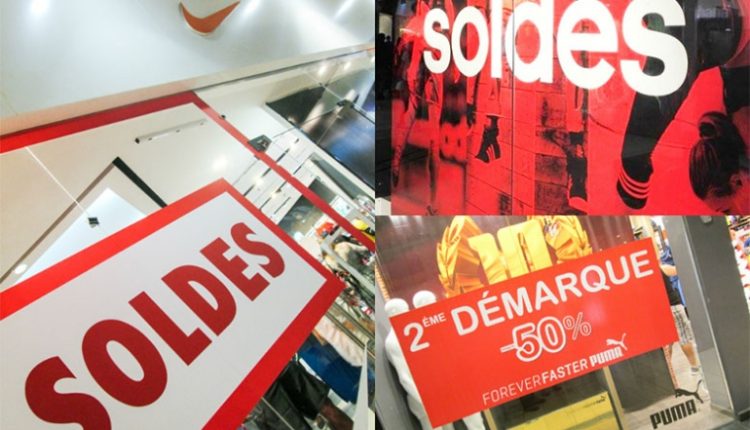 SOLDES
soldes
2ÈME DÉMARQUE
-50%
FOREVER FASTER PUMA
PUMA